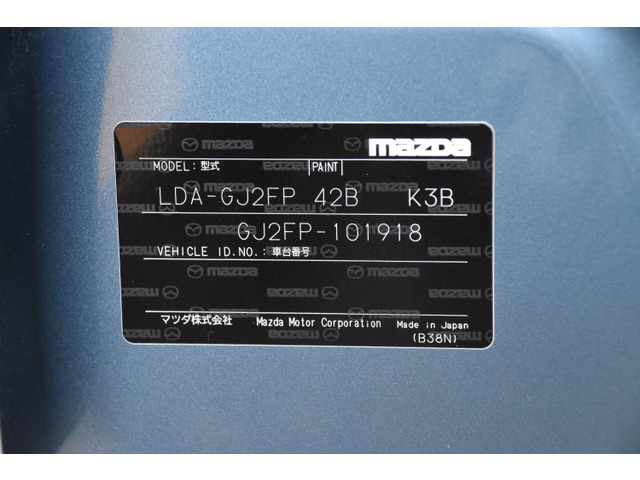 mazda
MODEL:型式 PAINT
LDA-GJ2FP 42B K3B
GJ2FP-101918
VEHICLE ID.NO.:車台番号
マツダ株式会社 Mazda Motor Corporation Made in Japan
(B38N)